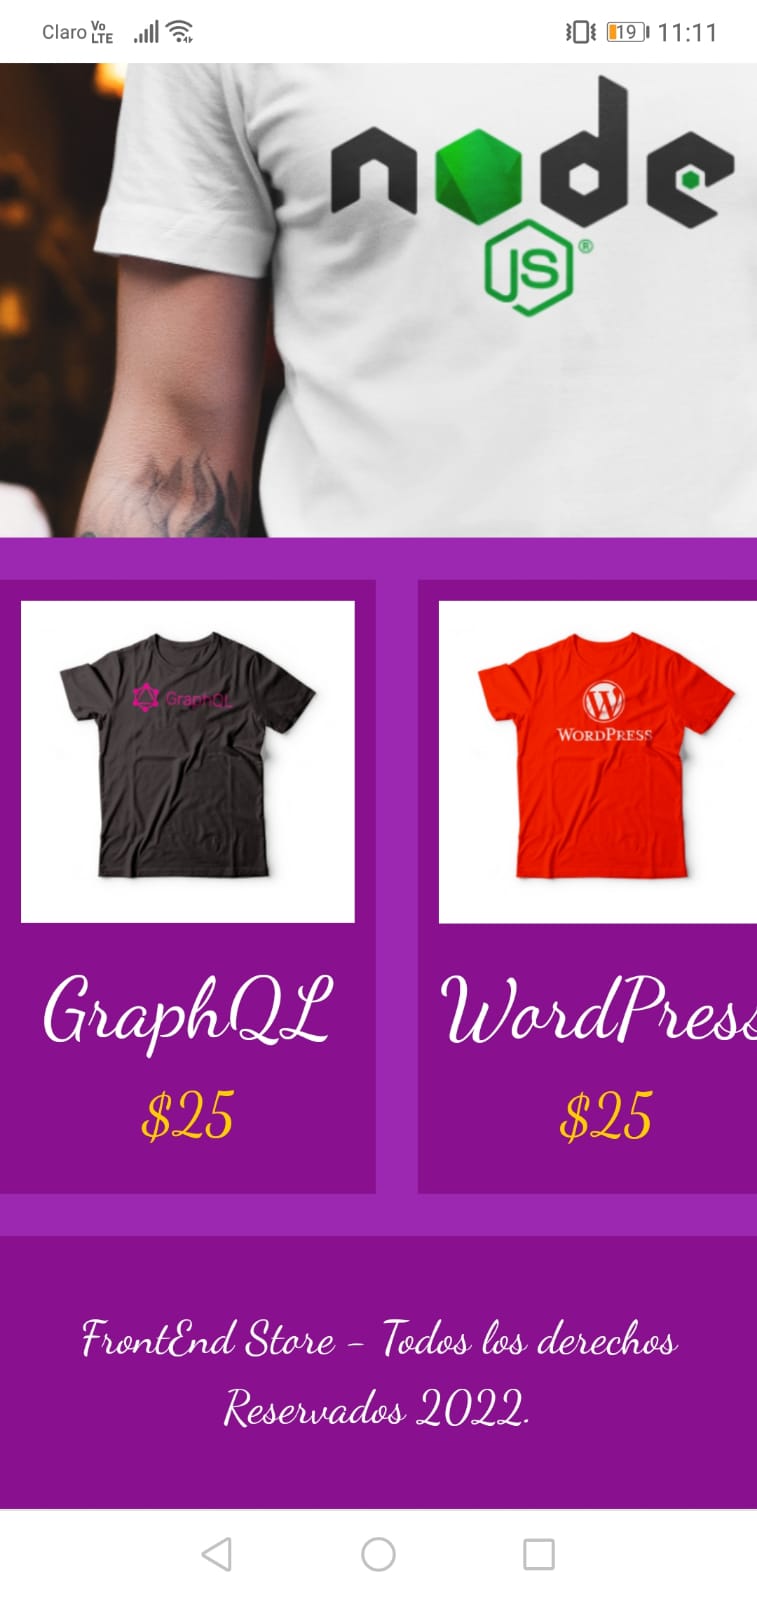 Claro Vo LTE 19 11:11
node
JS ®
GraphQL
WORDPRESS
GraphQL
WordPress
$25
$25
FrontEnd Store - Todos los derechos
Reservados 2022.